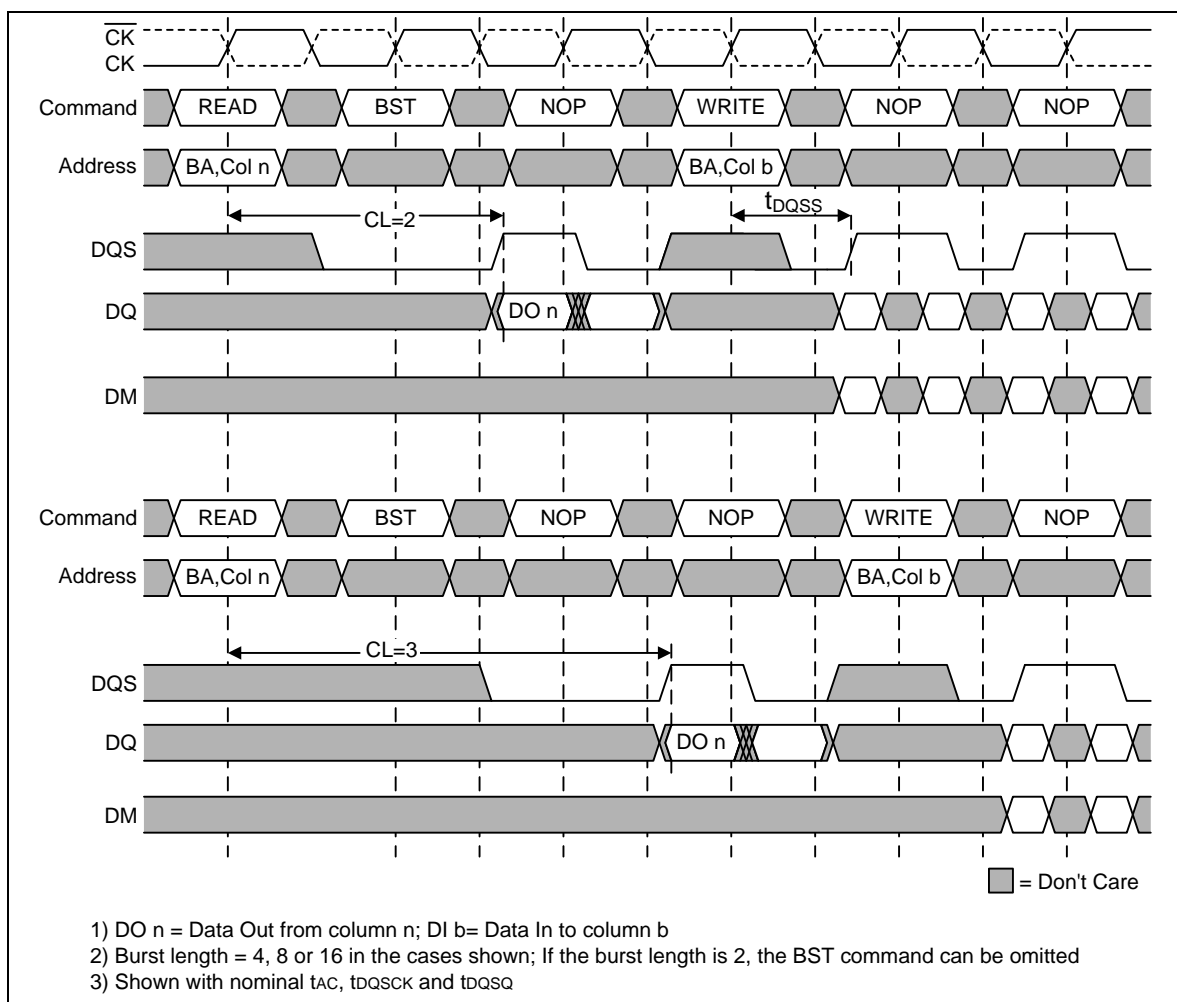 CK
CK
Command READ BST NOP WRITE NOP NOP
Address BA,Col n BA,Col b
tDQSS
CL=2
DQS
DQ DO n
DM
Command READ BST NOP NOP WRITE NOP
Address BA,Col n BA,Col b
CL=3
DQS
DQ DO n
DM
= Don't Care
1) DO n = Data Out from column n; DI b= Data In to column b
2) Burst length = 4, 8 or 16 in the cases shown; If the burst length is 2, the BST command can be omitted
3) Shown with nominal tAC, tDQSCK and tDQSQ